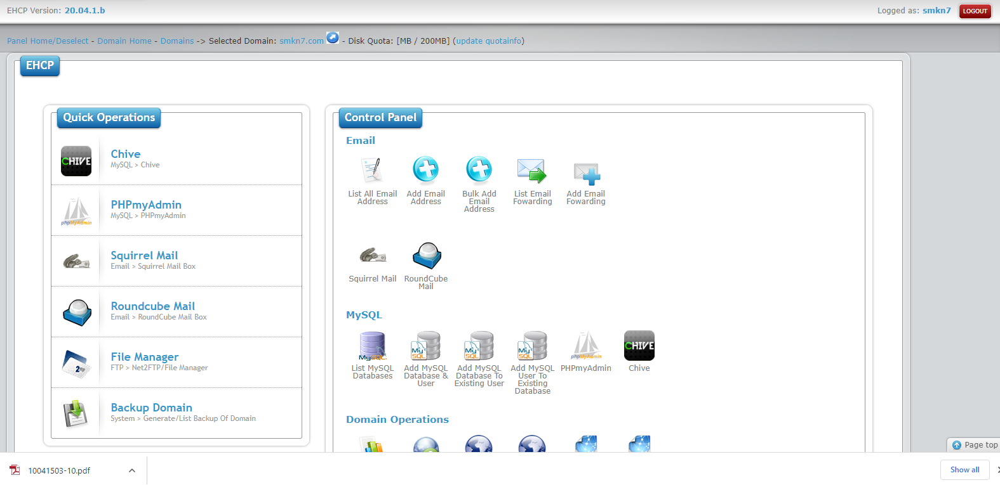 EHCP Version: 20.04.1.b
Logged as: smkn7 LOGOUT
Panel Home/Deselect - Domain Home - Domains -> Selected Domain: smkn7.com - Disk Quota: [MB / 200MB] (update quotainfo)
EHCP
Quick Operations
CHIVE
Chive
MySQL > Chive
phpMyAdmin
PHPmyAdmin
MySQL > PHPmyAdmin
Squirrel Mail
Email > Squirrel Mail Box
Roundcube Mail
Email > RoundCube Mail Box
2
File Manager
FTP > Net2FTP/File Manager
Backup Domain
System > Generate/List Backup Of Domain
Control Panel
Email
List All Email
Address
Add Email
Address
Bulk Add
Email
Address
List Email
Fowarding
Add Email
Fowarding
Squirrel Mail
RoundCube
Mail
MySQL
MySQL
List MySQL
Databases
MySQL
Add MySQL
Database &
User
MySQL
Add MySQL
Database To
Existing User
MySQL
Add MySQL
User To
Existing
Database
phpMyAdmin
PHPmyAdmin
CHIVE
Chive
Domain Operations
Page top
10041503-10.pdf
Show all